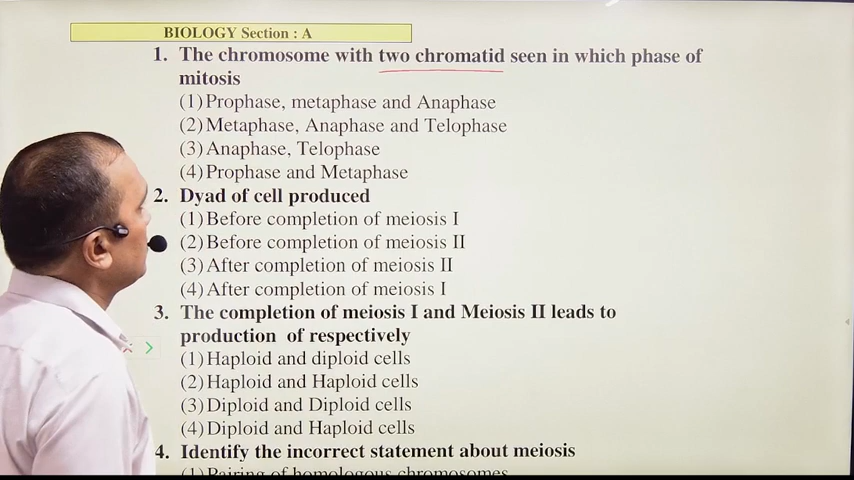 BIOLOGY Section : A
1. The chromosome with two chromatid seen in which phase of
mitosis
(1) Prophase, metaphase and Anaphase
(2) Metaphase, Anaphase and Telophase
(3) Anaphase, Telophase
(4) Prophase and Metaphase
2. Dyad of cell produced
(1) Before completion of meiosis I
(2) Before completion of meiosis II
(3) After completion of meiosis II
(4) After completion of meiosis I
3. The completion of meiosis I and Meiosis II leads to
production of respectively
(1) Haploid and diploid cells
(2) Haploid and Haploid cells
(3) Diploid and Diploid cells
(4) Diploid and Haploid cells
4. Identify the incorrect statement about meiosis
(1) Pairing of homologous chromosomes